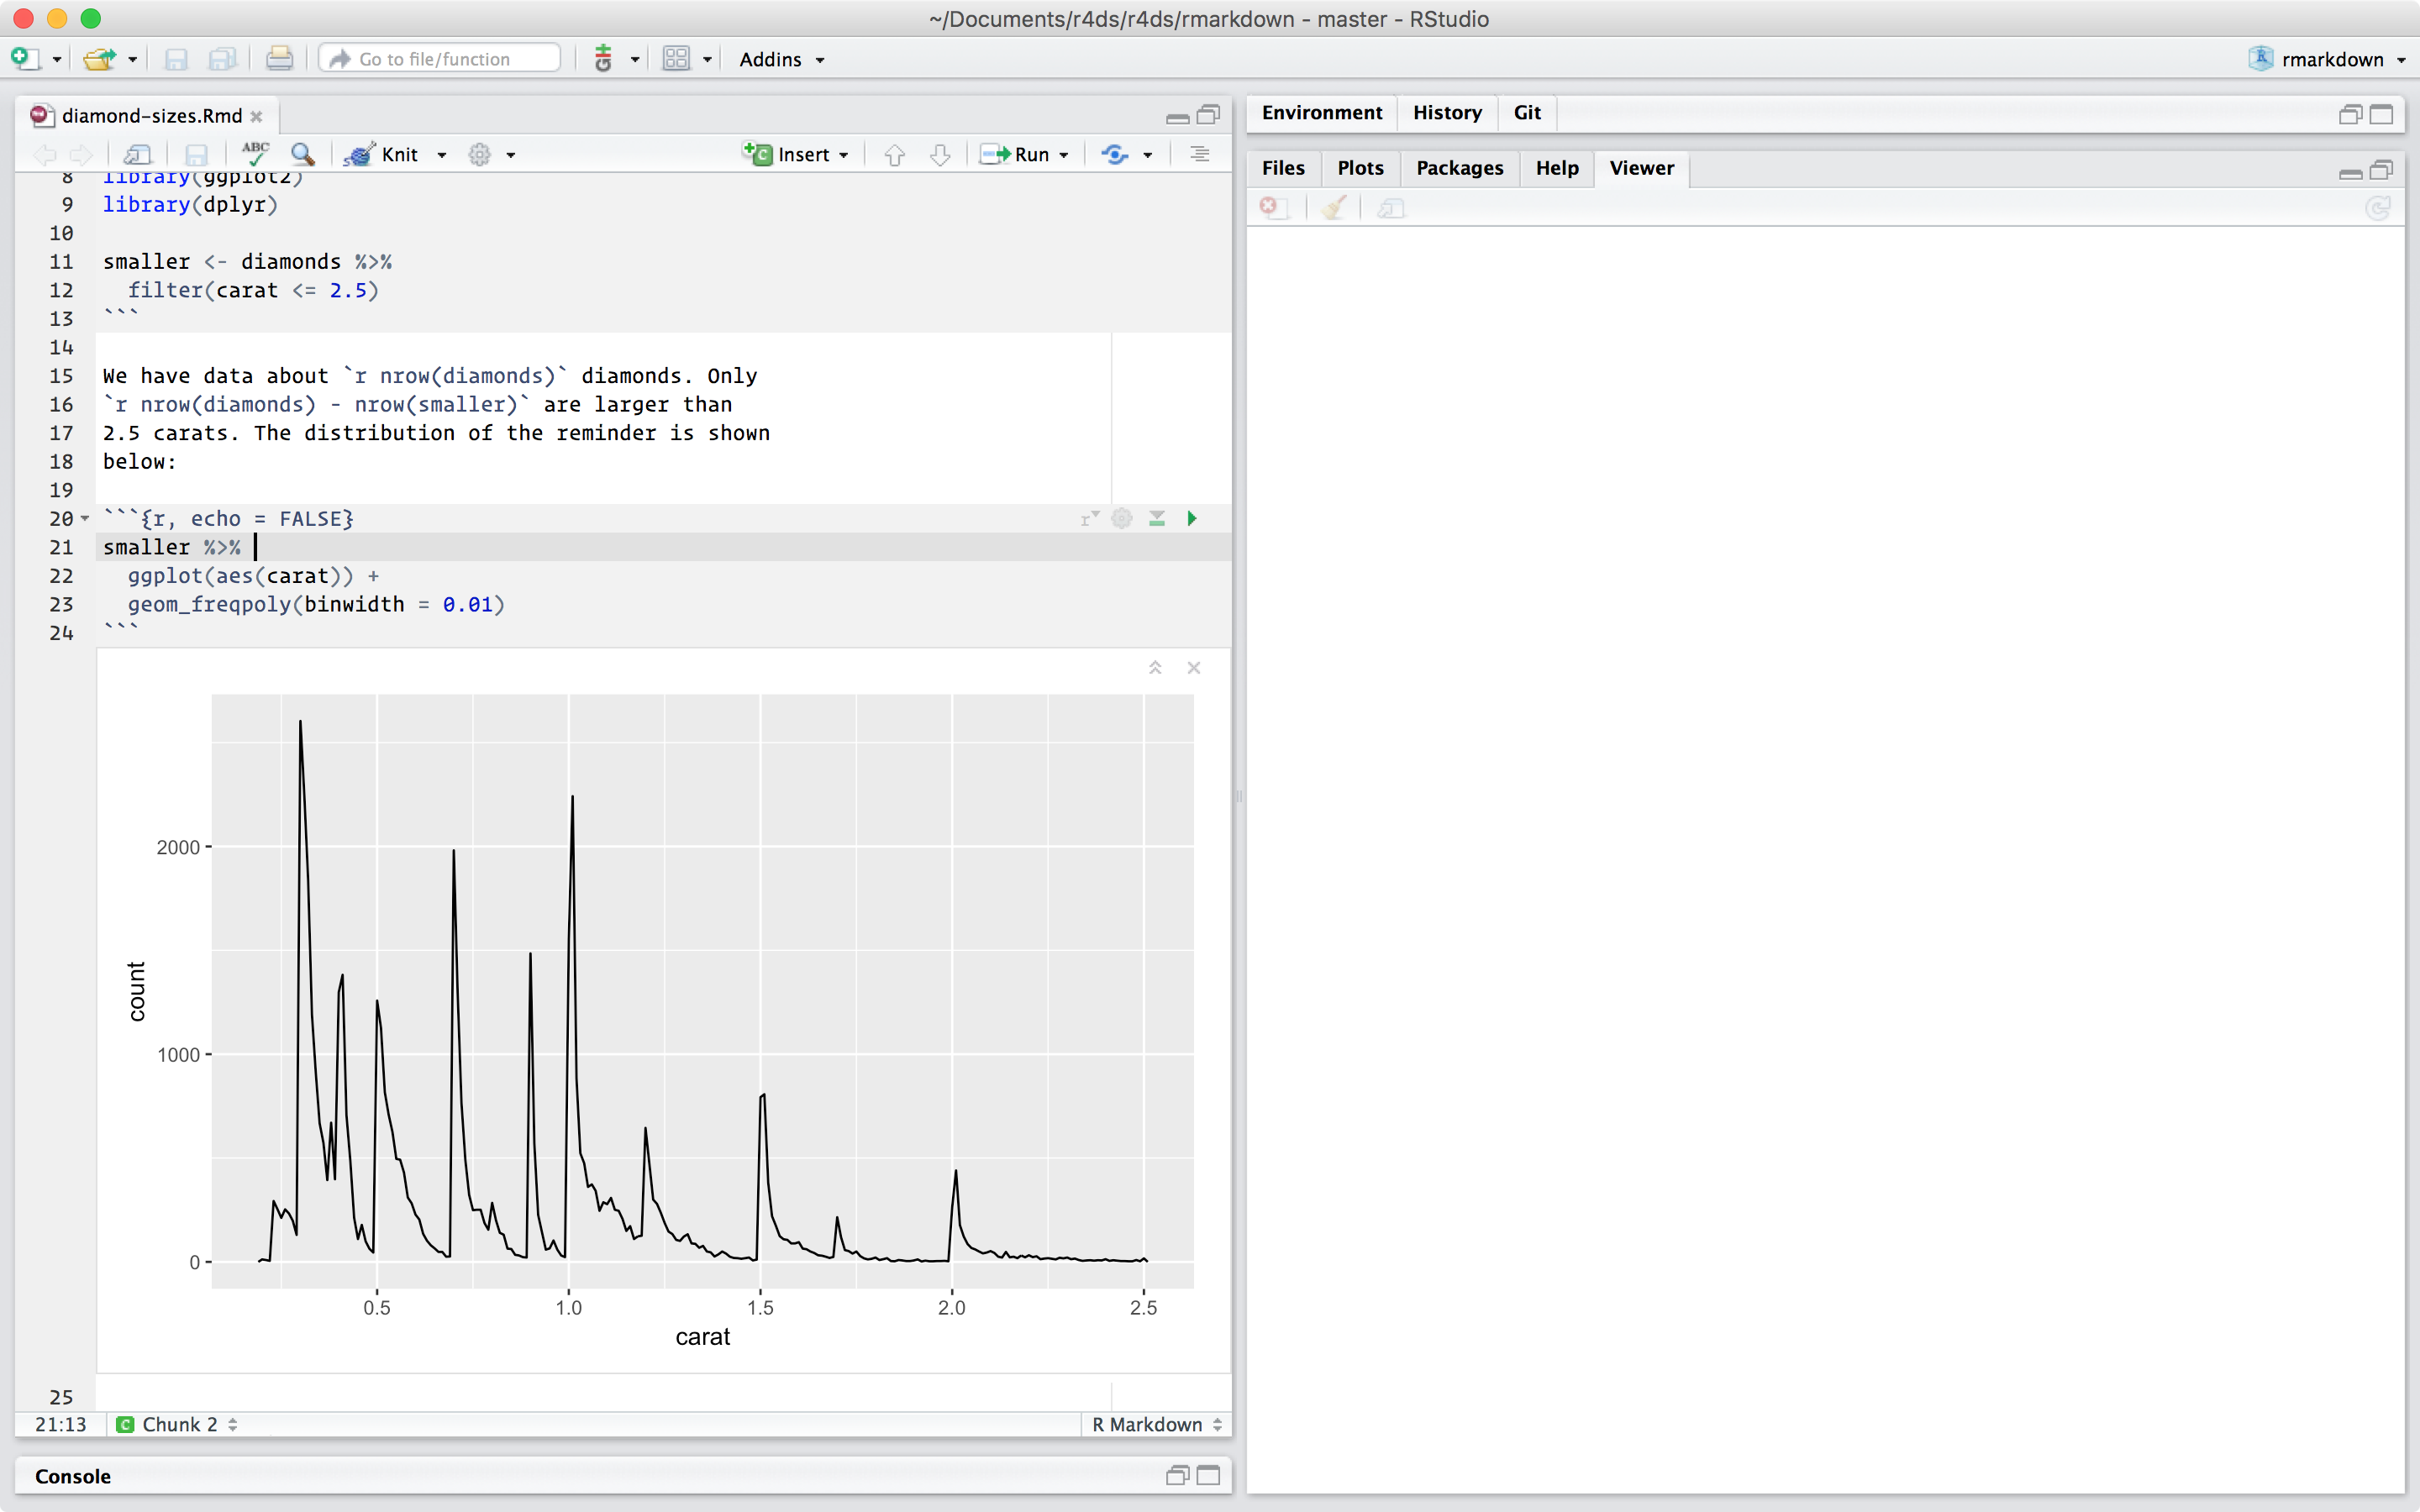 ~/Documents/r4ds/r4ds/rmarkdown - master - RStudio
Go to file/function
Addins
rmarkdown
diamond-sizes.Rmd
ABC
Knit
Insert
Run
8 library(ggplot2)
9 library(dplyr)
10
11 smaller <- diamonds %>%
12   filter(carat <= 2.5)
13 ```
14
15 We have data about `r nrow(diamonds)` diamonds. Only
16 `r nrow(diamonds) - nrow(smaller)` are larger than
17 2.5 carats. The distribution of the reminder is shown
18 below:
19
20 ```{r, echo = FALSE}
21 smaller %>%
22   ggplot(aes(carat)) +
23   geom_freqpoly(binwidth = 0.01)
24 ```
count
2000
1000
0
0.5 1.0 1.5 2.0 2.5
carat
25
21:13 C Chunk 2 R Markdown
Console
Environment History Git
Files Plots Packages Help Viewer